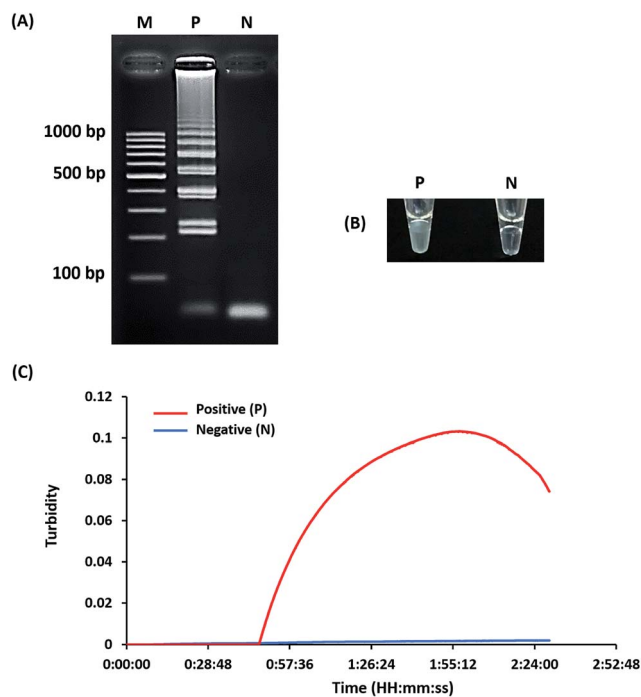 (A)
M P N
1000 bp
500 bp
100 bp
P N
(B)
(C)
0.12
0.1
0.08
0.06
0.04
0.02
0
Turbidity
Positive (P)
Negative (N)
0:00:00 0:28:48 0:57:36 1:26:24 1:55:12 2:24:00 2:52:48
Time (HH:mm:ss)